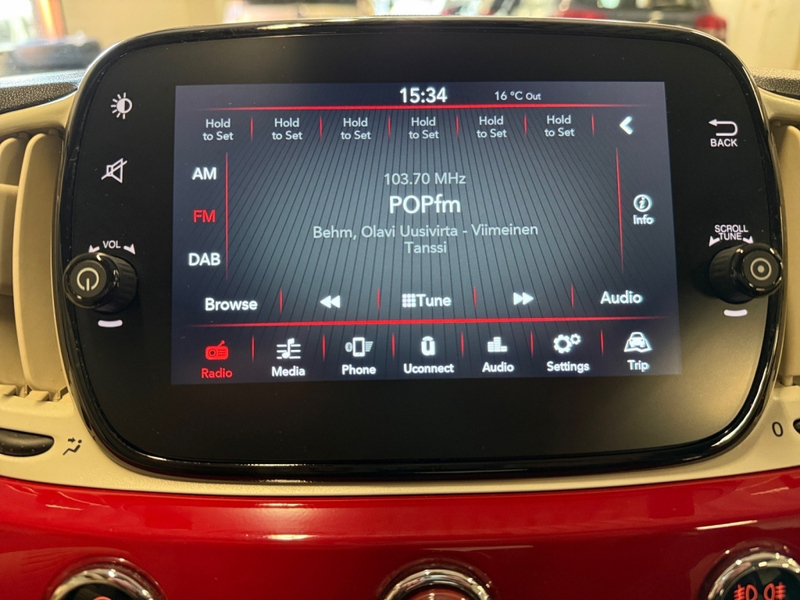 15:34
16 °C Out
Hold
to Set
Hold
to Set
Hold
to Set
Hold
to Set
Hold
to Set
Hold
to Set
BACK
AM
FM
DAB
103.70 MHz
POPfm
Behm, Olavi Uusivirta - Viimeinen
Tanssi
Info
VOL
SCROLL
TUNE
Browse
Tune
Audio
Radio
Media
Phone
Uconnect
Audio
Settings
Trip
0